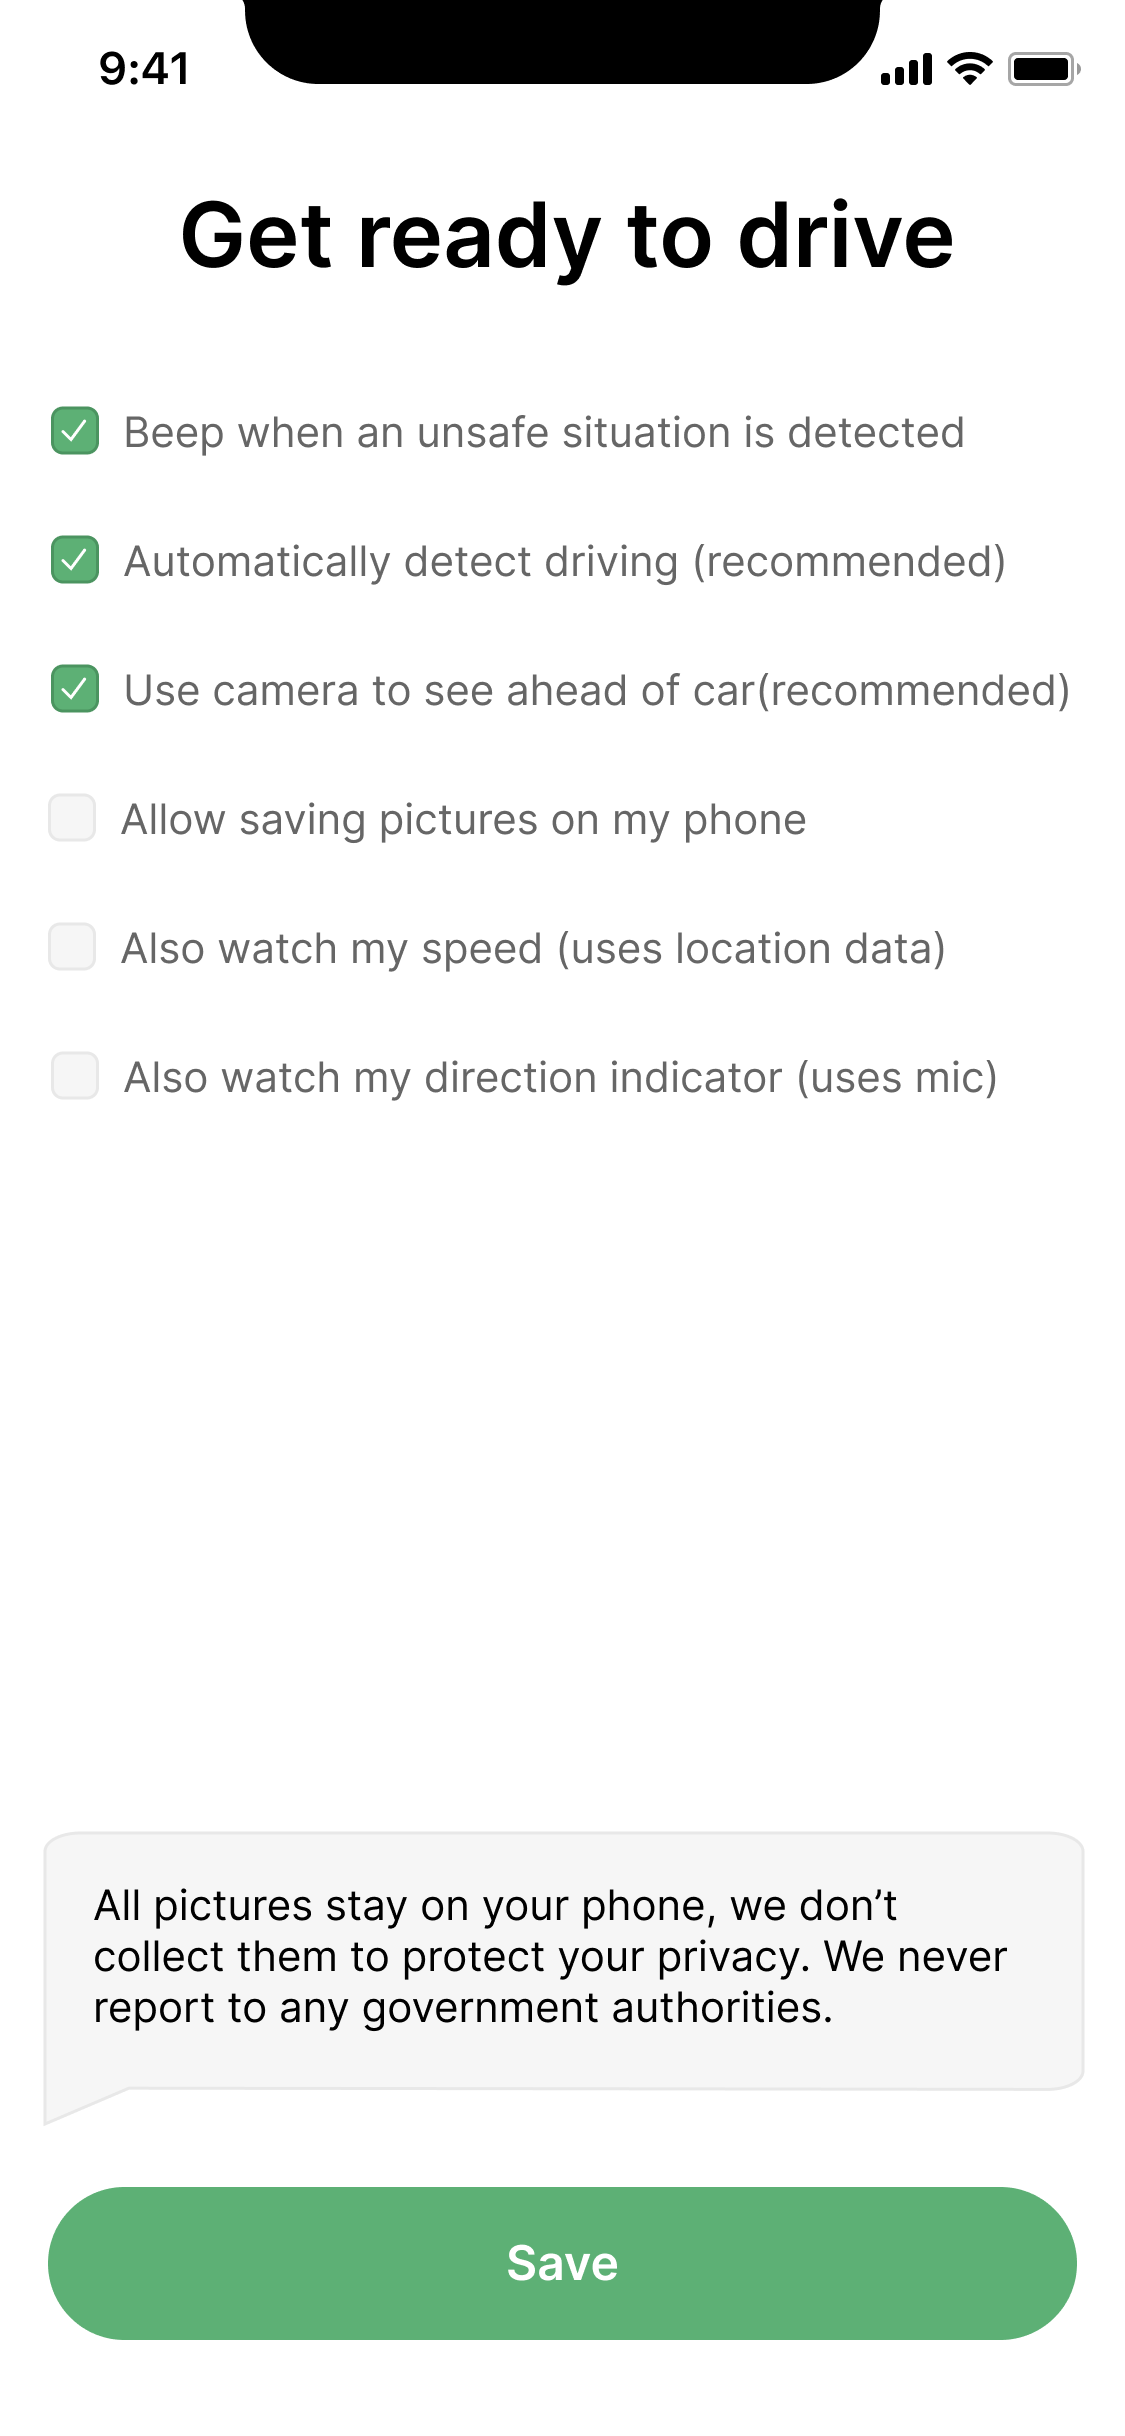 9:41
Get ready to drive
Beep when an unsafe situation is detected
Automatically detect driving (recommended)
Use camera to see ahead of car(recommended)
Allow saving pictures on my phone
Also watch my speed (uses location data)
Also watch my direction indicator (uses mic)
All pictures stay on your phone, we don’t
collect them to protect your privacy. We never
report to any government authorities.
Save